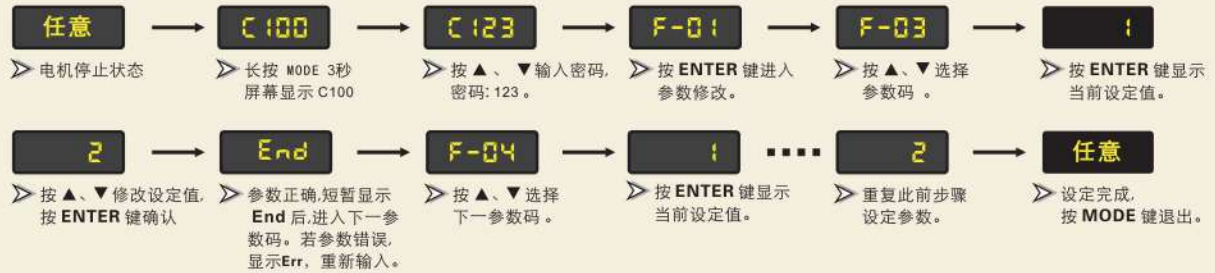 任意
C100
C123
F-01
F-03
1
电机停止状态
长按 MODE 3秒
屏幕显示 C100
按▲、▼输入密码,
密码: 123。
按 ENTER 键进入
参数修改。
按▲、▼选择
参数码 。
按 ENTER 键显示
当前设定值。
2
End
F-04
1
2
任意
按▲、▼修改设定值,
按 ENTER 键确认
参数正确,短暂显示
End 后,进入下一参
数码。若参数错误,
显示Err，重新输入。
按▲、▼选择
下一参数码 。
按 ENTER 键显示
当前设定值。
重复此前步骤
设定参数。
设定完成,
按 MODE 键退出。